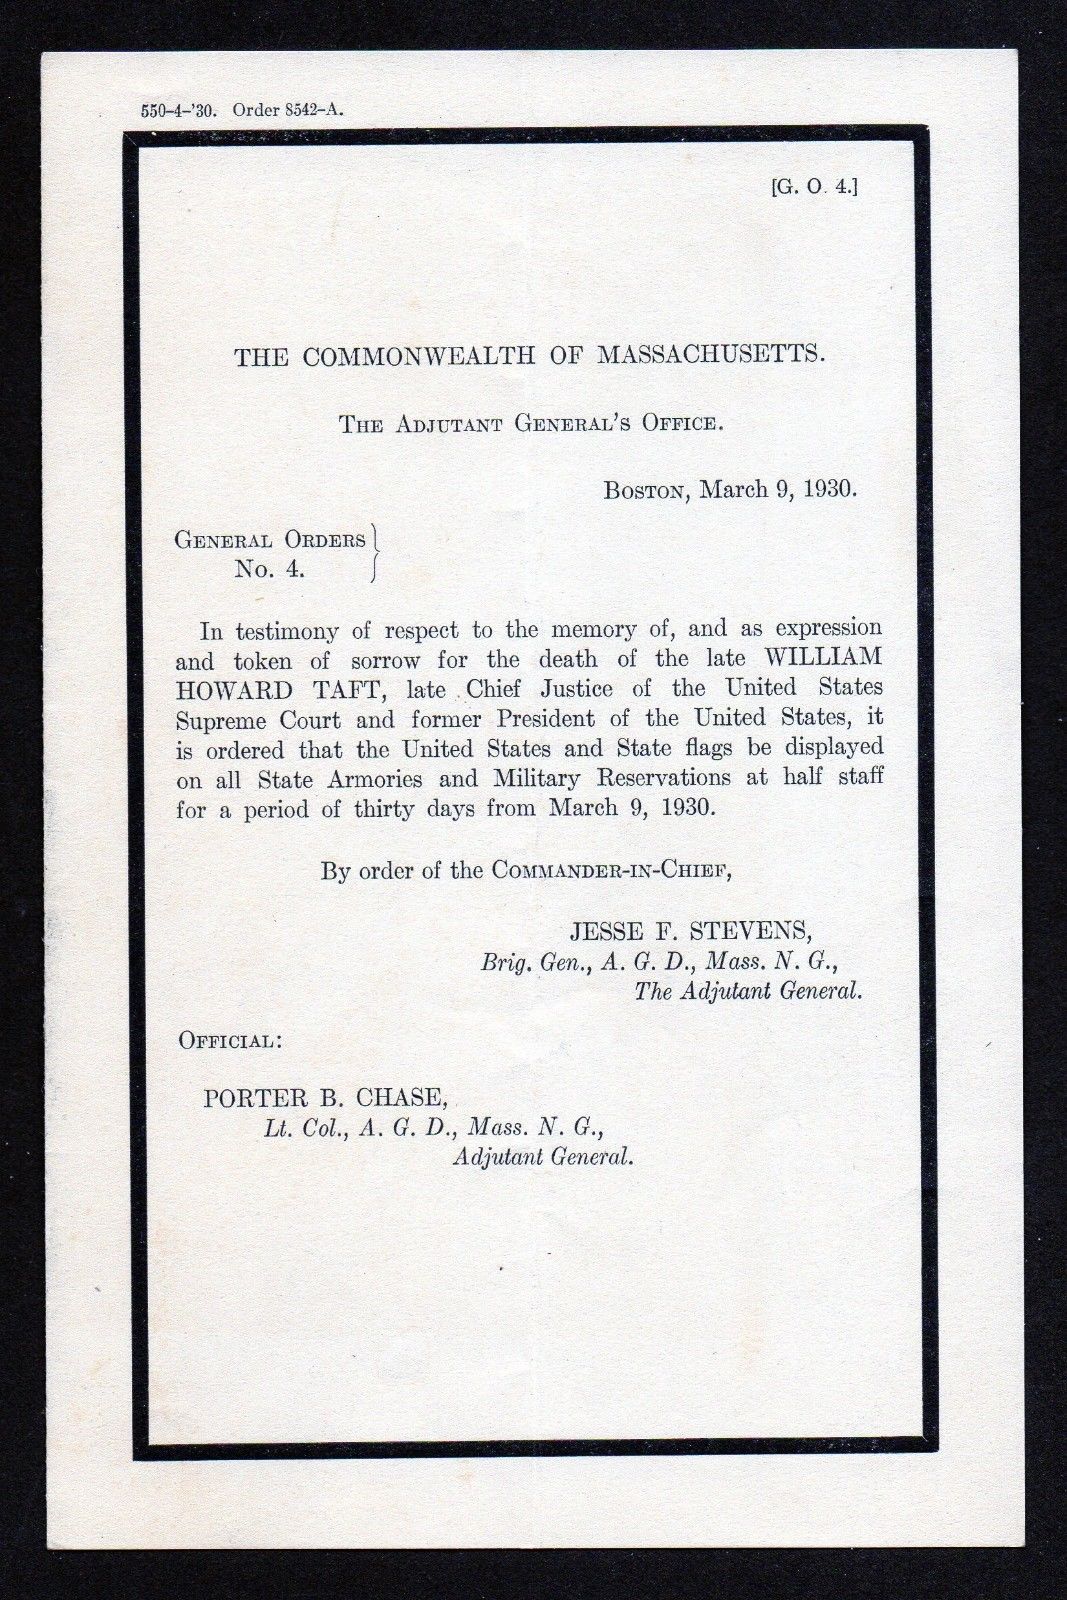 550-4-'30. Order 8542-A.
[G. O. 4.]
THE COMMONWEALTH OF MASSACHUSETTS.
THE ADJUTANT GENERAL'S OFFICE.
BOSTON, March 9, 1930.
GENERAL ORDERS }
No. 4.
In testimony of respect to the memory of, and as expression
and token of sorrow for the death of the late WILLIAM
HOWARD TAFT, late Chief Justice of the United States
Supreme Court and former President of the United States, it
is ordered that the United States and State flags be displayed
on all State Armories and Military Reservations at half staff
for a period of thirty days from March 9, 1930.
By order of the COMMANDER-IN-CHIEF,
JESSE F. STEVENS,
Brig. Gen., A. G. D., Mass. N. G.,
The Adjutant General.
OFFICIAL:
PORTER B. CHASE,
Lt. Col., A. G. D., Mass. N. G.,
Adjutant General.